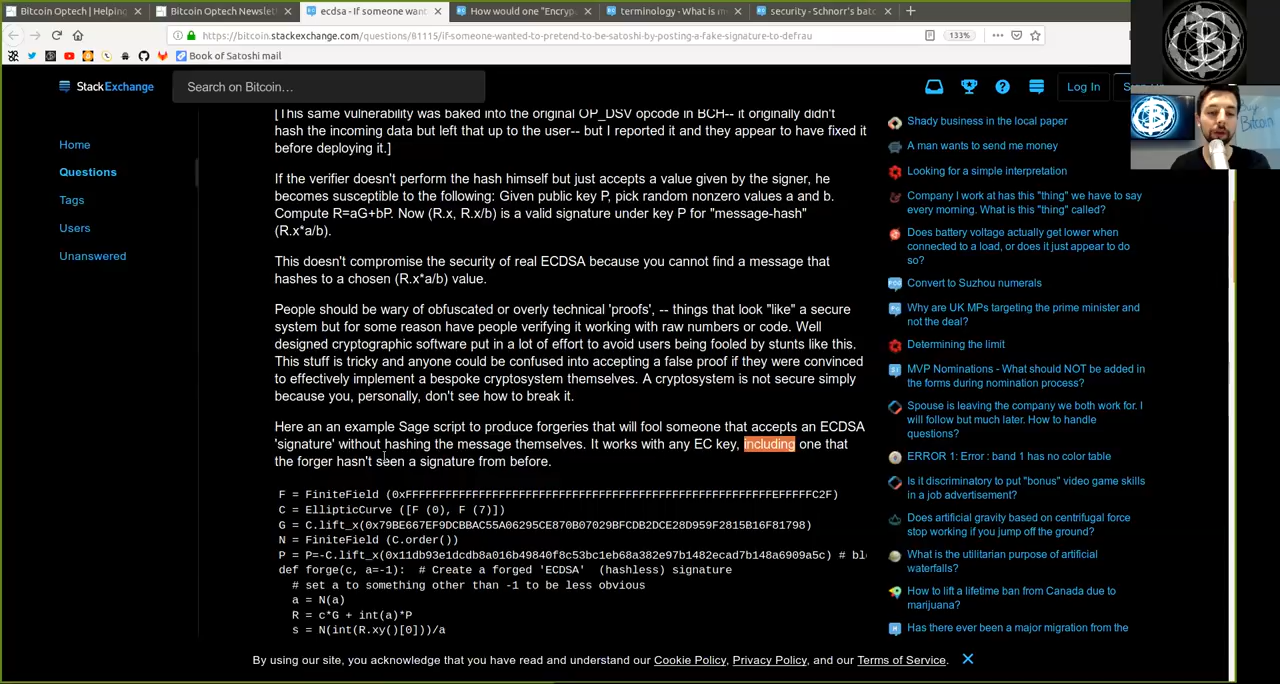 Bitcoin Optech | Helping
Bitcoin Optech Newslet
ecdsa - If someone want
How would one "Encryp
terminology - What is n
security - Schnorr's batc
https://bitcoin.stackexchange.com/questions/81115/if-someone-wanted-to-pretend-to-be-satoshi-by-posting-a-fake-signature-to-defrau
133%
Book of Satoshi mail
StackExchange
Search on Bitcoin…
Log In
Home
Questions
Tags
Users
Unanswered
[This same vulnerability was baked into the original OP_DSV opcode in BCH-- it originally didn't
hash the incoming data but left that up to the user-- but I reported it and they appear to have fixed it
before deploying it.]
If the verifier doesn't perform the hash himself but just accepts a value given by the signer, he
becomes susceptible to the following: Given public key P, pick random nonzero values a and b.
Compute R=aG+bP. Now (R.x, R.x/b) is a valid signature under key P for "message-hash"
(R.x*a/b).
This doesn't compromise the security of real ECDSA because you cannot find a message that
hashes to a chosen (R.x*a/b) value.
People should be wary of obfuscated or overly technical 'proofs', -- things that look "like" a secure
system but for some reason have people verifying it working with raw numbers or code. Well
designed cryptographic software put in a lot of effort to avoid users being fooled by stunts like this.
This stuff is tricky and anyone could be confused into accepting a false proof if they were convinced
to effectively implement a bespoke cryptosystem themselves. A cryptosystem is not secure simply
because you, personally, don't see how to break it.
Here an an example Sage script to produce forgeries that will fool someone that accepts an ECDSA
'signature' without hashing the message themselves. It works with any EC key, including one that
the forger hasn't seen a signature from before.
F = FiniteField (0xFFFFFFFFFFFFFFFFFFFFFFFFFFFFFFFFFFFFFFFFFFFFFFFFFFFFFFFEFFFFFC2F)
C = EllipticCurve ([F (0), F (7)])
G = C.lift_x(0x79BE667EF9DCBBAC55A06295CE870B07029BFCDB2DCE28D959F2815B16F81798)
N = FiniteField (C.order())
P = P=-C.lift_x(0x11db93e1dcdb8a016b49840f8c53bc1eb68a382e97b1482ecad7b148a6909a5c) # bl
def forge(c, a=-1):  # Create a forged 'ECDSA'  (hashless) signature
# set a to something other than -1 to be less obvious
a = N(a)
R = c*G + int(a)*P
s = N(int(R.xy()[0]))/a
Shady business in the local paper
A man wants to send me money
Looking for a simple interpretation
Company I work at has this "thing" we have to say
every morning. What is this "thing" called?
Does battery voltage actually get lower when
connected to a load, or does it just appear to do
so?
Convert to Suzhou numerals
Why are UK MPs targeting the prime minister and
not the deal?
Determining the limit
MVP Nominations - What should NOT be added in
the forms during nomination process?
Spouse is leaving the company we both work for. I
will follow but much later. How to handle
questions?
ERROR 1: Error : band 1 has no color table
Is it discriminatory to put "bonus" video game skills
in a job advertisement?
Does artificial gravity based on centrifugal force
stop working if you jump off the ground?
What is the utilitarian purpose of artificial
waterfalls?
How to lift a lifetime ban from Canada due to
marijuana?
Has there ever been a major migration from the
By using our site, you acknowledge that you have read and understand our Cookie Policy, Privacy Policy, and our Terms of Service.
Bitcoin